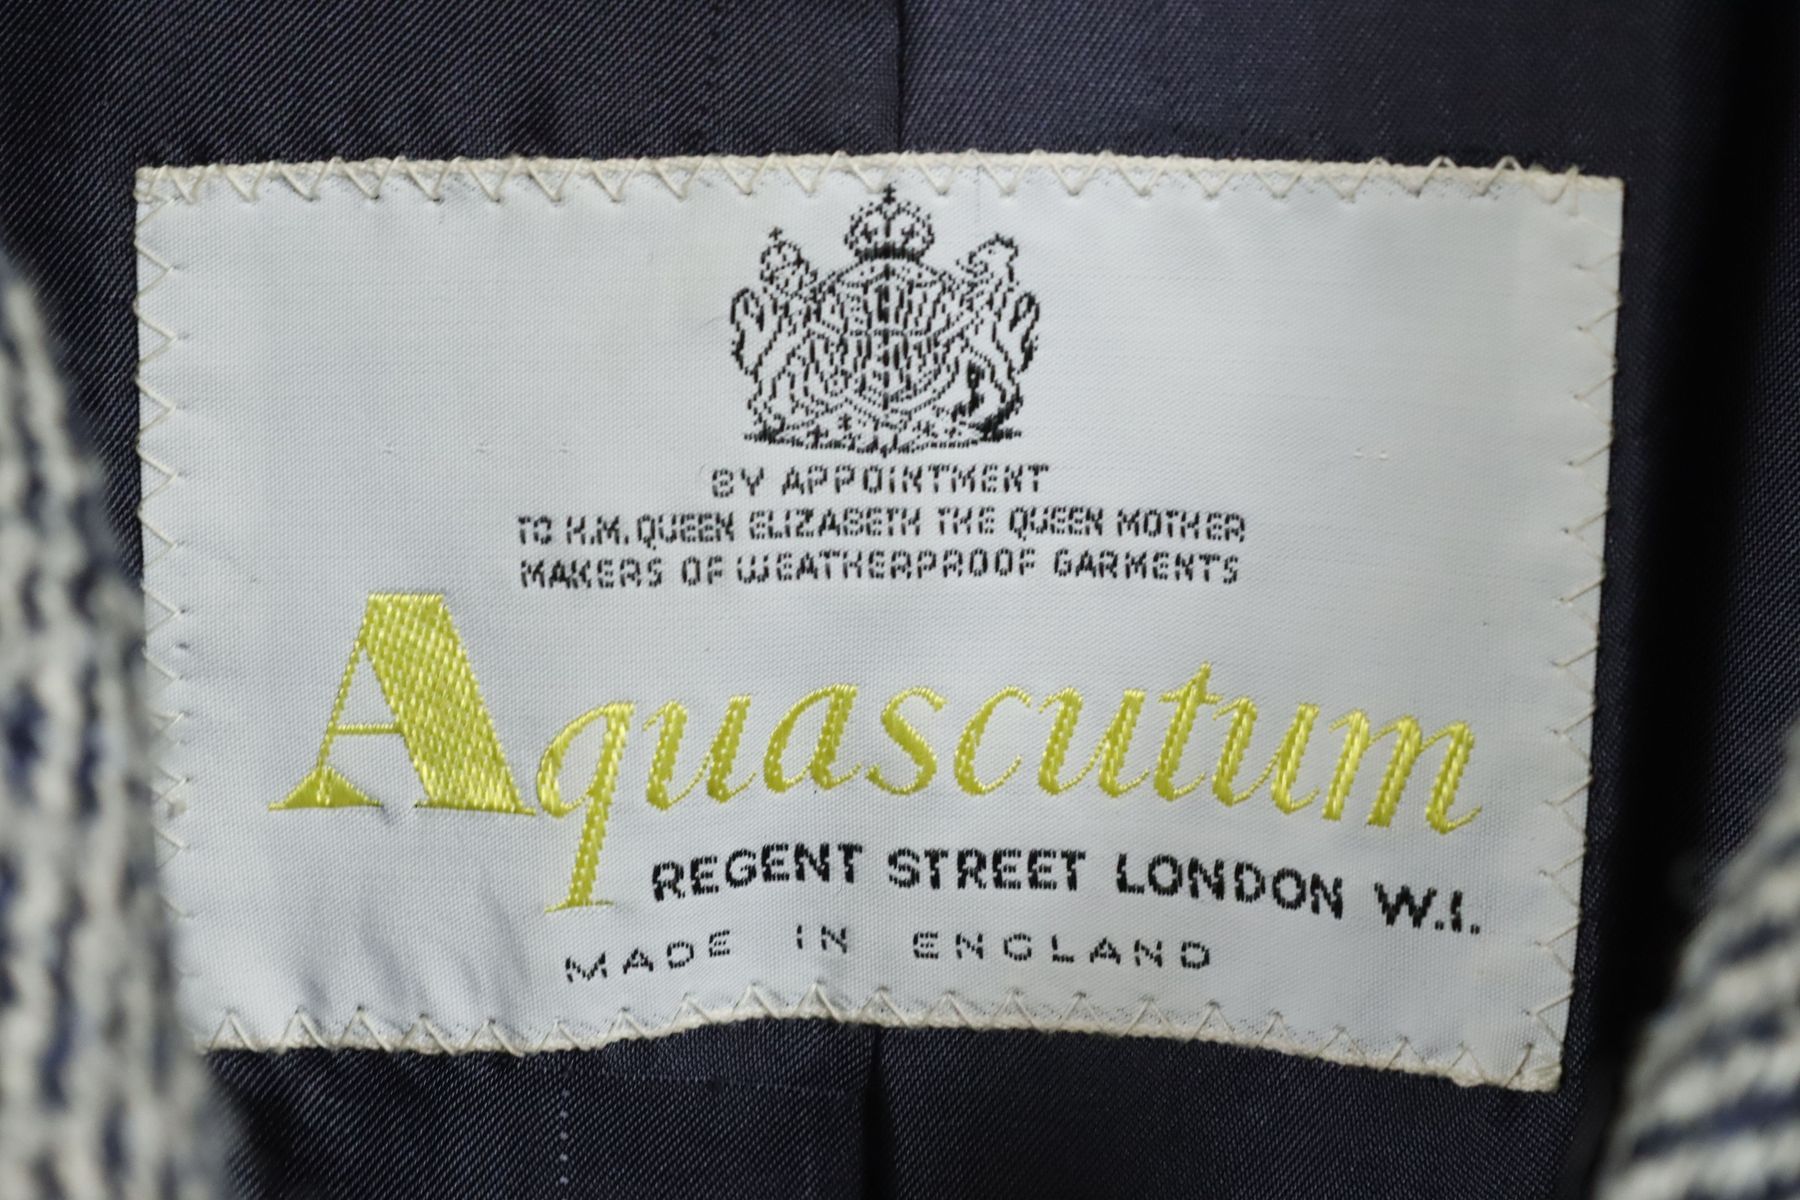 BY APPOINTMENT
TO H.M. QUEEN ELIZABETH THE QUEEN MOTHER
MAKERS OF WEATHERPROOF GARMENTS
Aquascutum
REGENT STREET LONDON W.I.
MADE IN ENGLAND